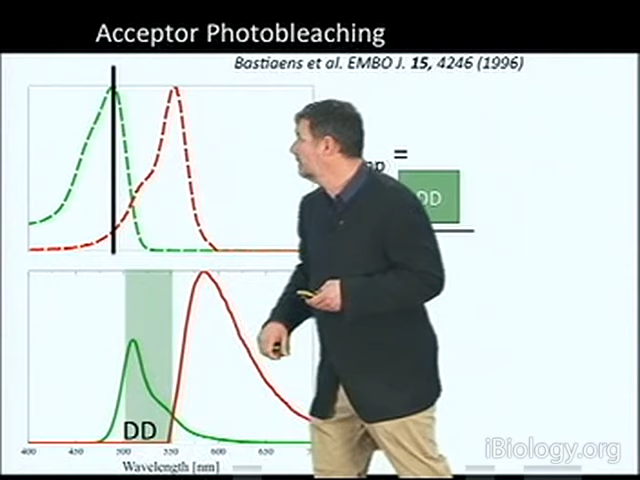 Acceptor Photobleaching
Bastiaens et al. EMBO J. 15, 4246 (1996)
=
DD
DD
400 450 500 550 600 650
Wavelength [nm]
iBiology.org